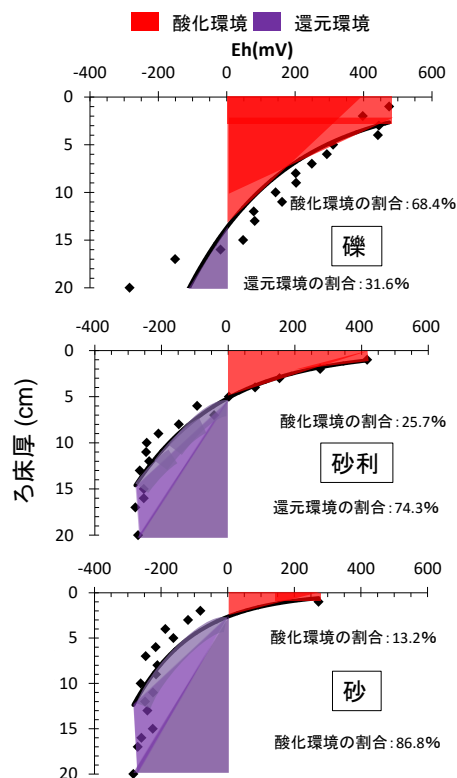 酸化環境 還元環境
Eh(mV)
-400 -200 0 200 400 600
0
5
10
15
20
酸化環境の割合:68.4%
礫
還元環境の割合:31.6%
-400 -200 0 200 400 600
0
5
10
15
20
酸化環境の割合:25.7%
砂利
還元環境の割合:74.3%
ろ床厚 (cm)
-400 -200 0 200 400 600
0
5
10
15
20
酸化環境の割合:13.2%
砂
還元環境の割合:86.8%